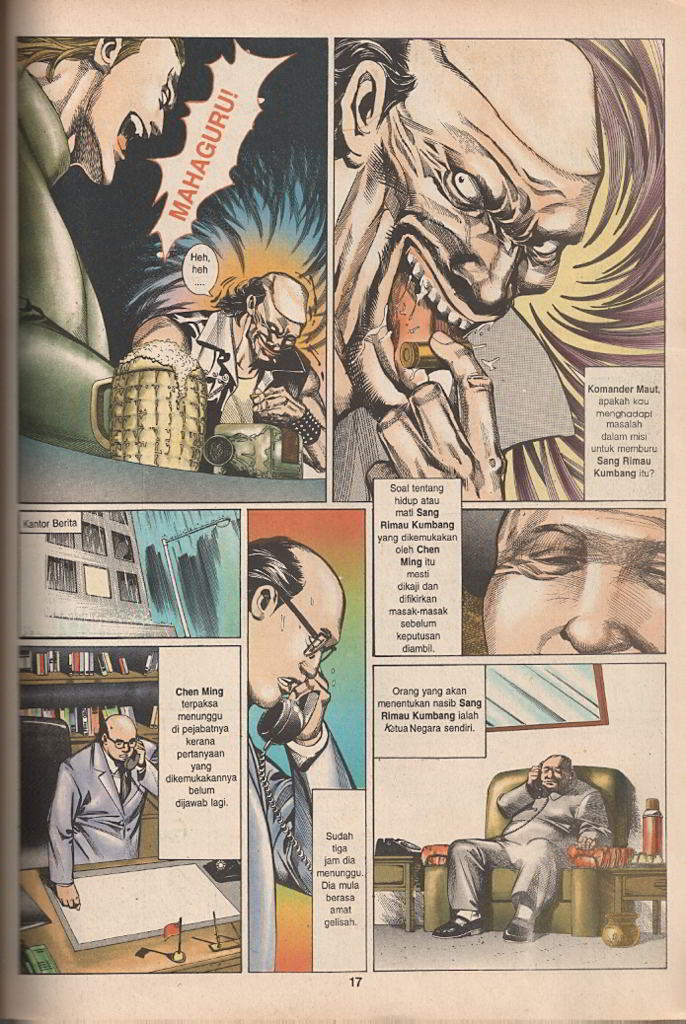 MAHAGURU!
Heh,
heh
....
Komander Maut,
apakah kau
menghadapi
masalah
dalam misi
untuk memburu
Sang Rimau
Kumbang itu?
Kantor Berita
Soal tentang
hidup atau
mati Sang
Rimau Kumbang
yang dikemukakan
oleh Chen
Ming itu
mesti
dikaji dan
difikirkan
masak-masak
sebelum
keputusan
diambil.
Chen Ming
terpaksa
menunggu
di pejabatnya
kerana
pertanyaan
yang
dikemukakannya
belum
dijawab lagi.
Sudah
tiga
jam dia
menunggu.
Dia mula
berasa
amat
gelisah.
Orang yang akan
menentukan nasib Sang
Rimau Kumbang ialah
Ketua Negara sendiri.
17